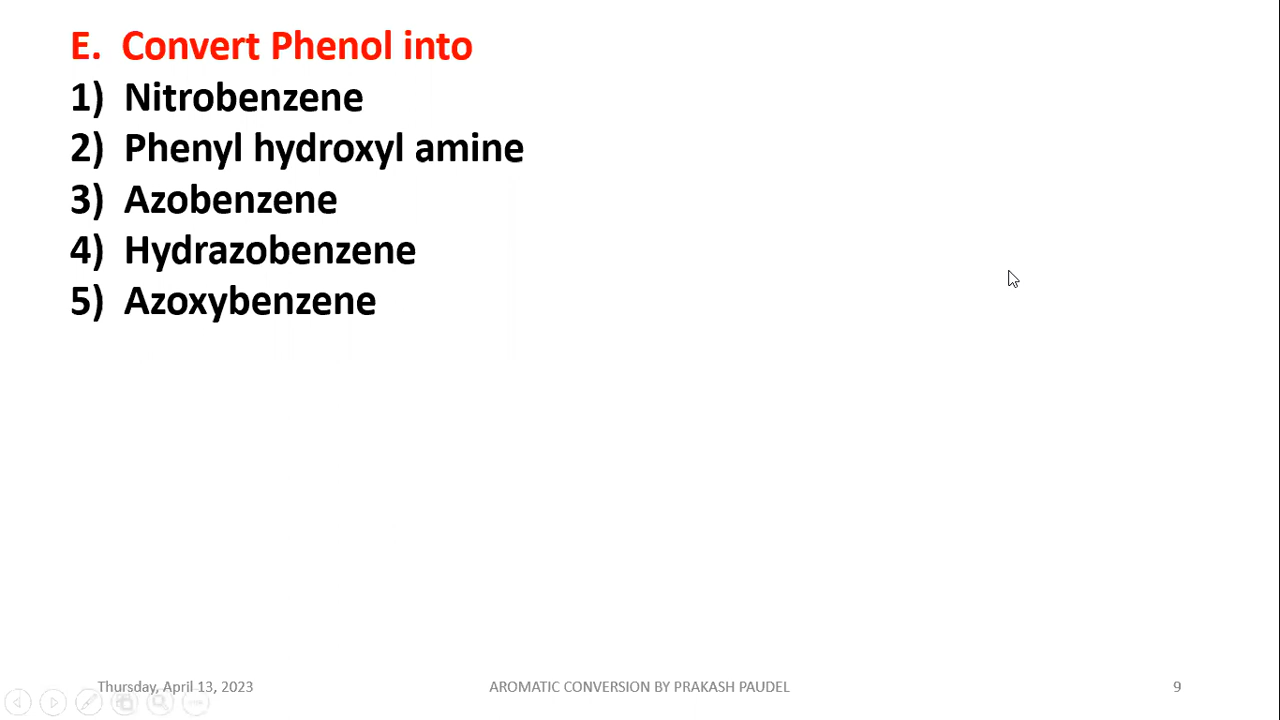 E. Convert Phenol into
1) Nitrobenzene
2) Phenyl hydroxyl amine
3) Azobenzene
4) Hydrazobenzene
5) Azoxybenzene
Thursday, April 13, 2023
AROMATIC CONVERSION BY PRAKASH PAUDEL
9